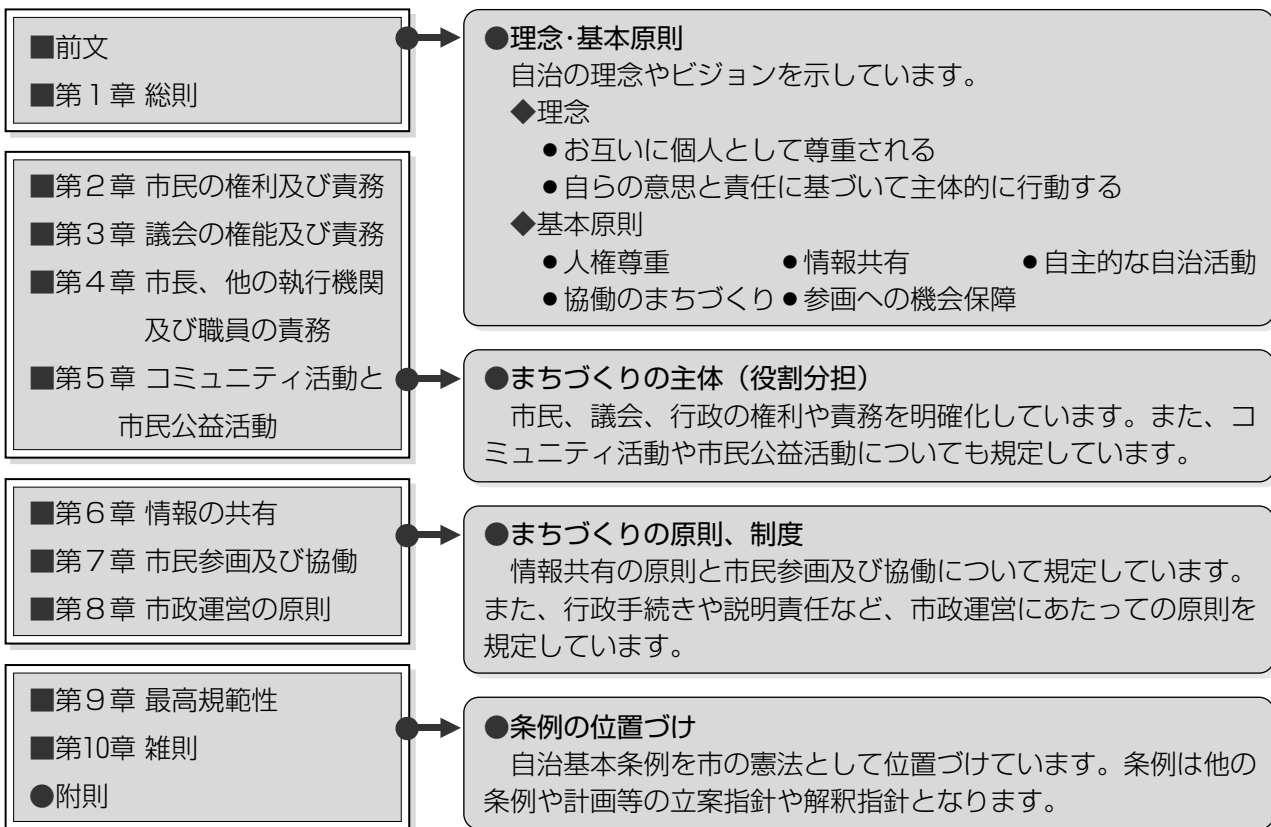 ■前文
■第1章 総則
●理念･基本原則
自治の理念やビジョンを示しています。
◆理念
●お互いに個人として尊重される
●自らの意思と責任に基づいて主体的に行動する
◆基本原則
●人権尊重 ●情報共有 ●自主的な自治活動
●協働のまちづくり ●参画への機会保障
■第2章 市民の権利及び責務
■第3章 議会の権能及び責務
■第4章 市長、他の執行機関
及び職員の責務
■第5章 コミュニティ活動と
市民公益活動
●まちづくりの主体（役割分担）
市民、議会、行政の権利や責務を明確化しています。また、コ
ミュニティ活動や市民公益活動についても規定しています。
■第6章 情報の共有
■第7章 市民参画及び協働
■第8章 市政運営の原則
●まちづくりの原則、制度
情報共有の原則と市民参画及び協働について規定しています。
また、行政手続きや説明責任など、市政運営にあたっての原則を
規定しています。
■第9章 最高規範性
■第10章 雑則
●附則
●条例の位置づけ
自治基本条例を市の憲法として位置づけています。条例は他の
条例や計画等の立案指針や解釈指針となります。